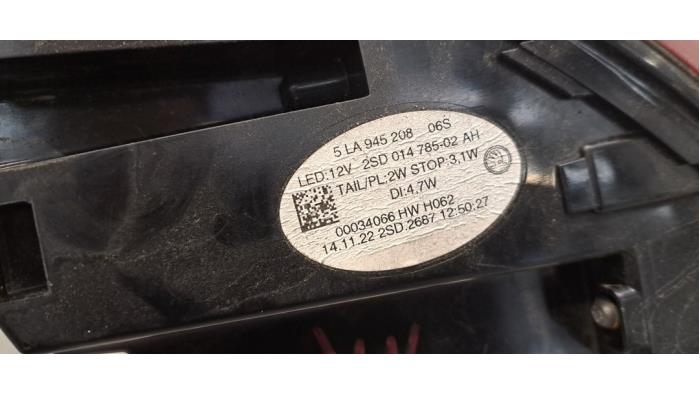 5 LA 945 208 06S
LED:12V- 2SD 014 785-02 AH
TAIL/PL:2W STOP:3,1W
DI:4,7W
00034066 HW H062
14.11.22 2SD.2687 12:50:27